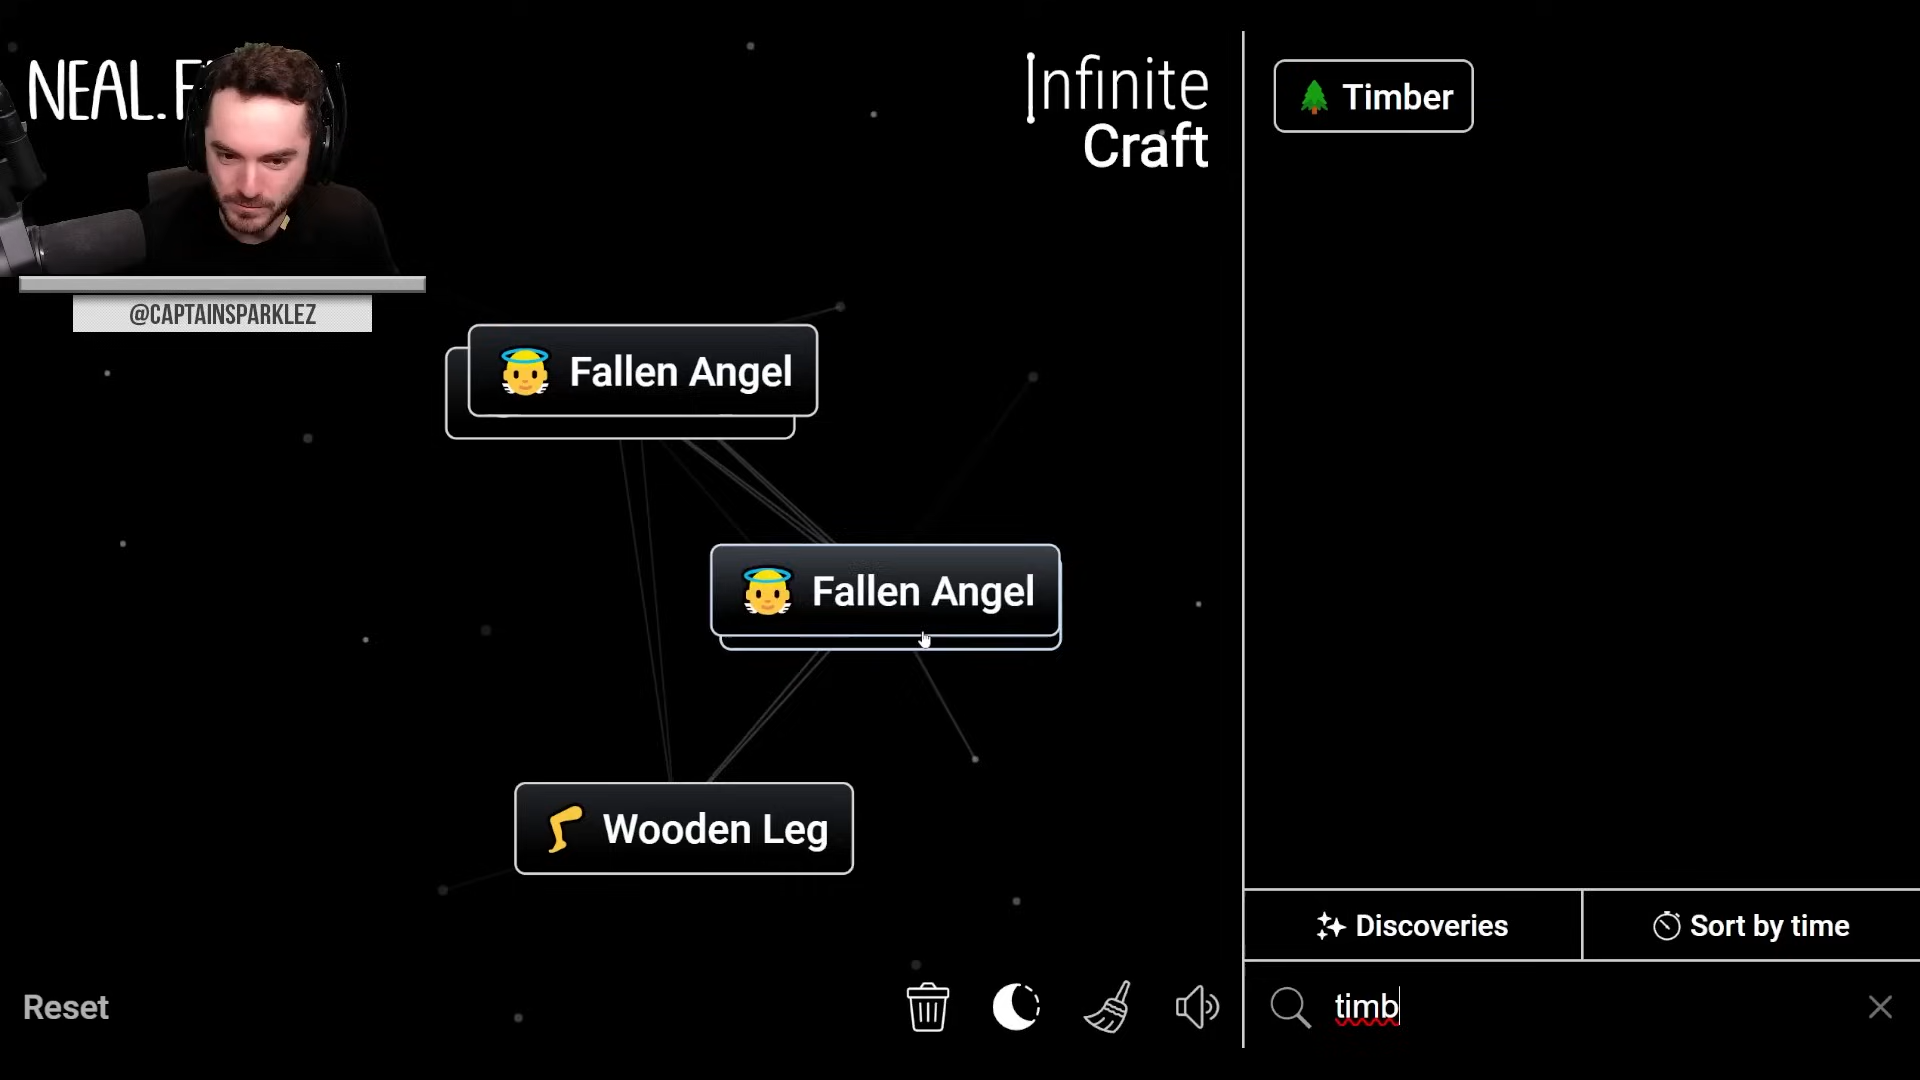 NEAL.F
Infinite
Craft
Timber
@CAPTAINSPARKLEZ
Fallen Angel
Fallen Angel
Wooden Leg
Discoveries
Sort by time
Reset
timb